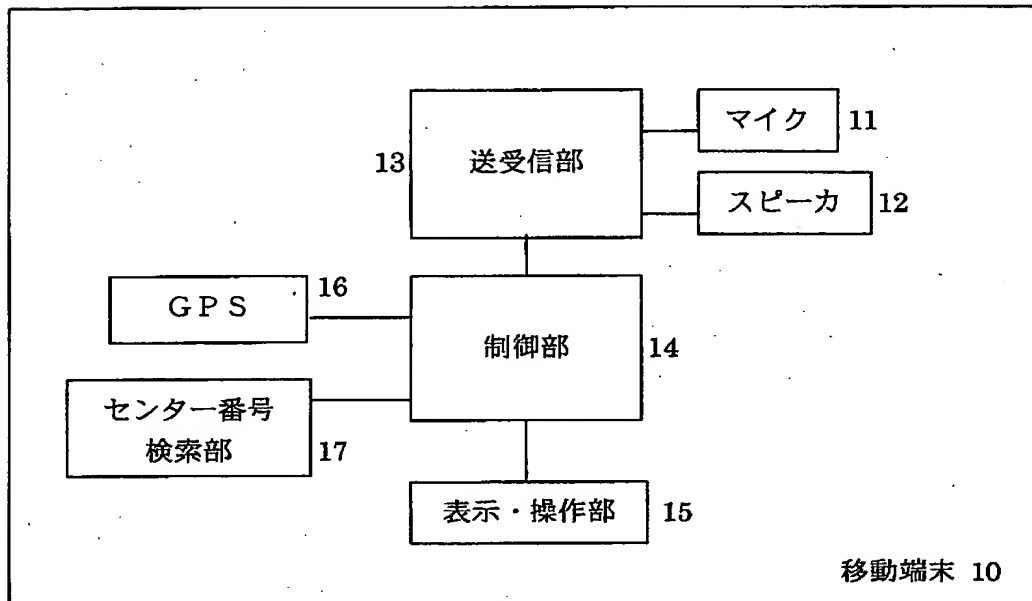 マイク 11
13 送受信部
スピーカ 12
16
GPS
制御部 14
センター番号
検索部 17
表示・操作部 15
移動端末 10